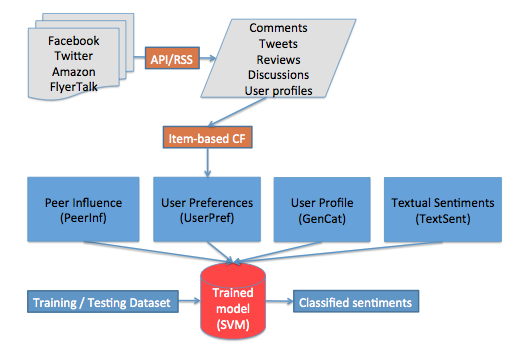 Facebook
Twitter
Amazon
FlyerTalk
API/RSS
Comments
Tweets
Reviews
Discussions
User profiles
Item-based CF
Peer Influence
(PeerInf)
User Preferences
(UserPref)
User Profile
(GenCat)
Textual Sentiments
(TextSent)
Training / Testing Dataset
Trained
model
(SVM)
Classified sentiments